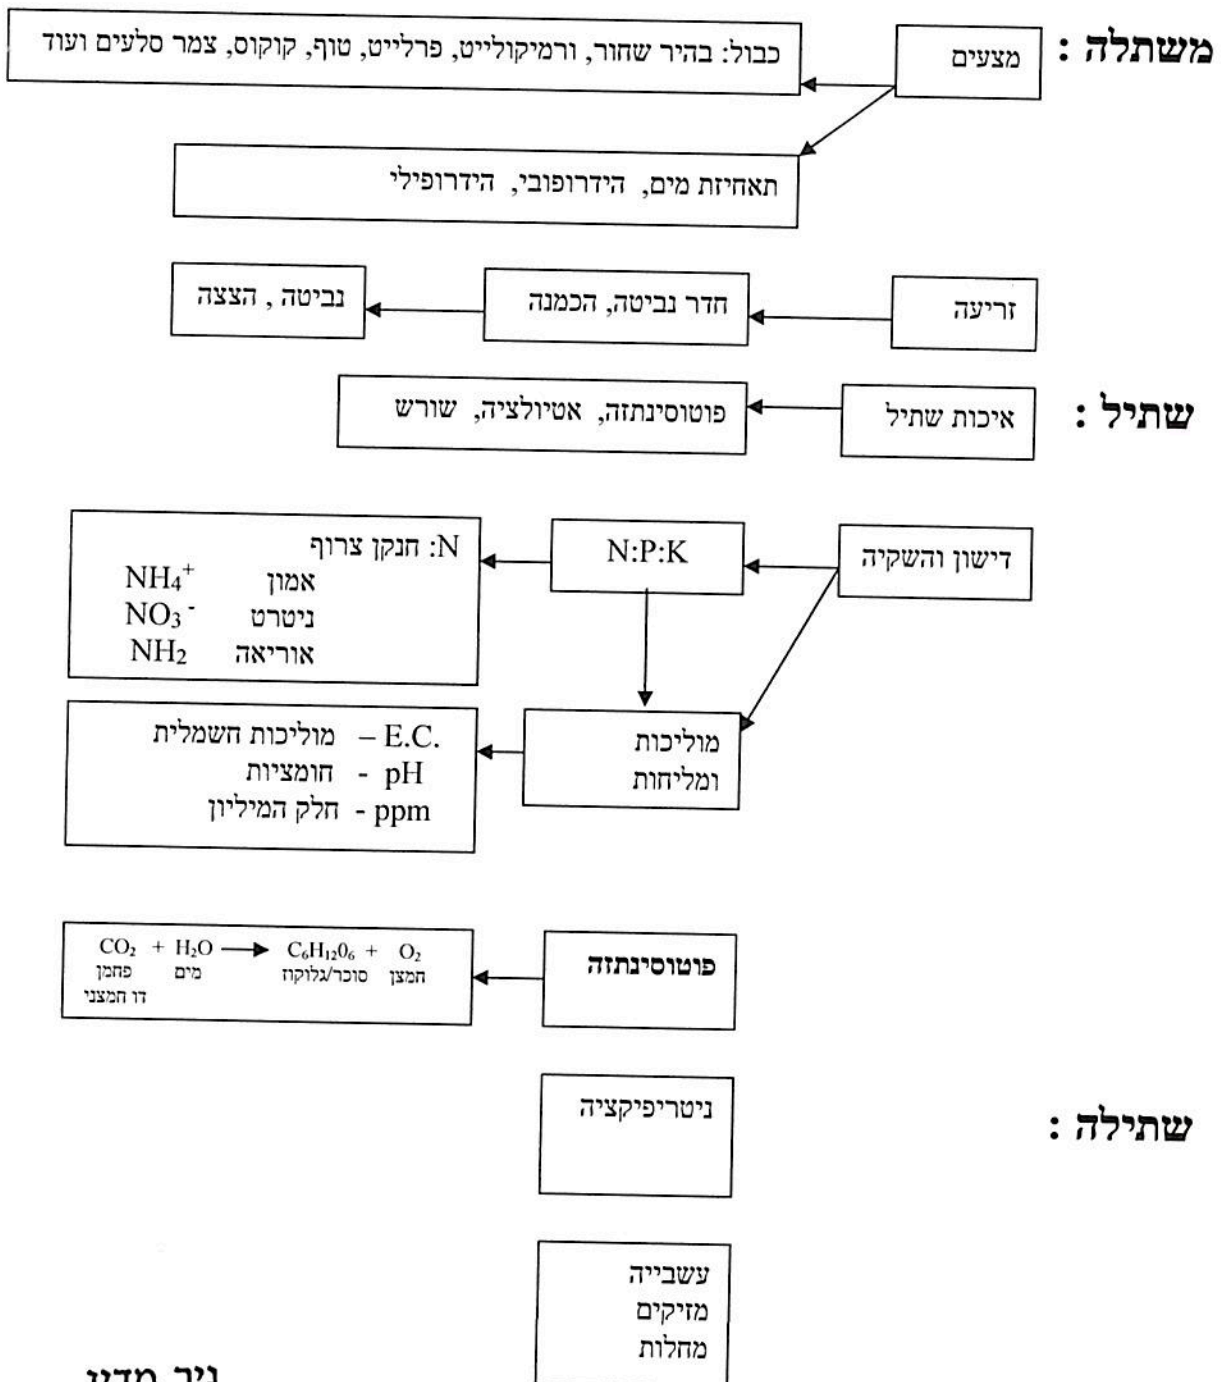 משתלה :
מצעים
כבול: בהיר שחור, ורמיקולייט, פרלייט, טוף, קוקוס, צמר סלעים ועוד
תאחיזת מים, הידרופובי, הידרופילי
זריעה
חדר נביטה, הכמנה
נביטה , הצצה
שתיל :
איכות שתיל
פוטוסינתזה, אטיולציה, שורש
דישון והשקיה
N:P:K
N: חנקן צרוף
אמון NH₄⁺
ניטרט NO₃⁻
אוריאה NH₂
מוליכות
ומליחות
E.C. – מוליכות חשמלית
pH - חומציות
ppm - חלק המיליון
פוטוסינתזה
CO₂ + H₂O → C₆H₁₂0₆ + O₂
פחמן מים סוכר/גלוקוז חמצן
דו חמצני
שתילה :
ניטריפיקציה
עשבייה
מזיקים
מחלות